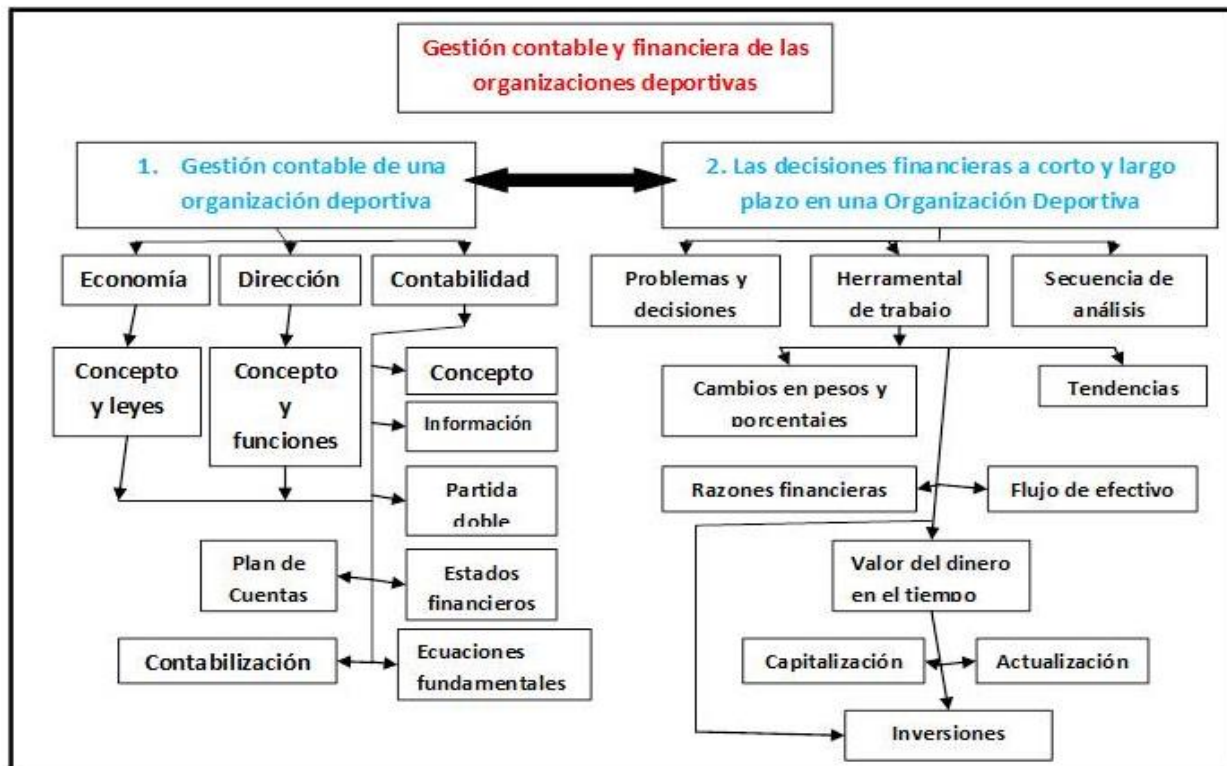 Gestión contable y financiera de las
organizaciones deportivas
1. Gestión contable de una
organización deportiva
2. Las decisiones financieras a corto y largo
plazo en una Organización Deportiva
Economía
Dirección
Contabilidad
Problemas y
decisiones
Herramental
de trabajo
Secuencia de
análisis
Concepto
y leyes
Concepto
y
funciones
Concepto
Información
Partida
doble
Plan de
Cuentas
Estados
financieros
Contabilización
Ecuaciones
fundamentales
Cambios en pesos y
porcentajes
Tendencias
Razones financieras
Flujo de efectivo
Valor del dinero
en el tiempo
Capitalización
Actualización
Inversiones